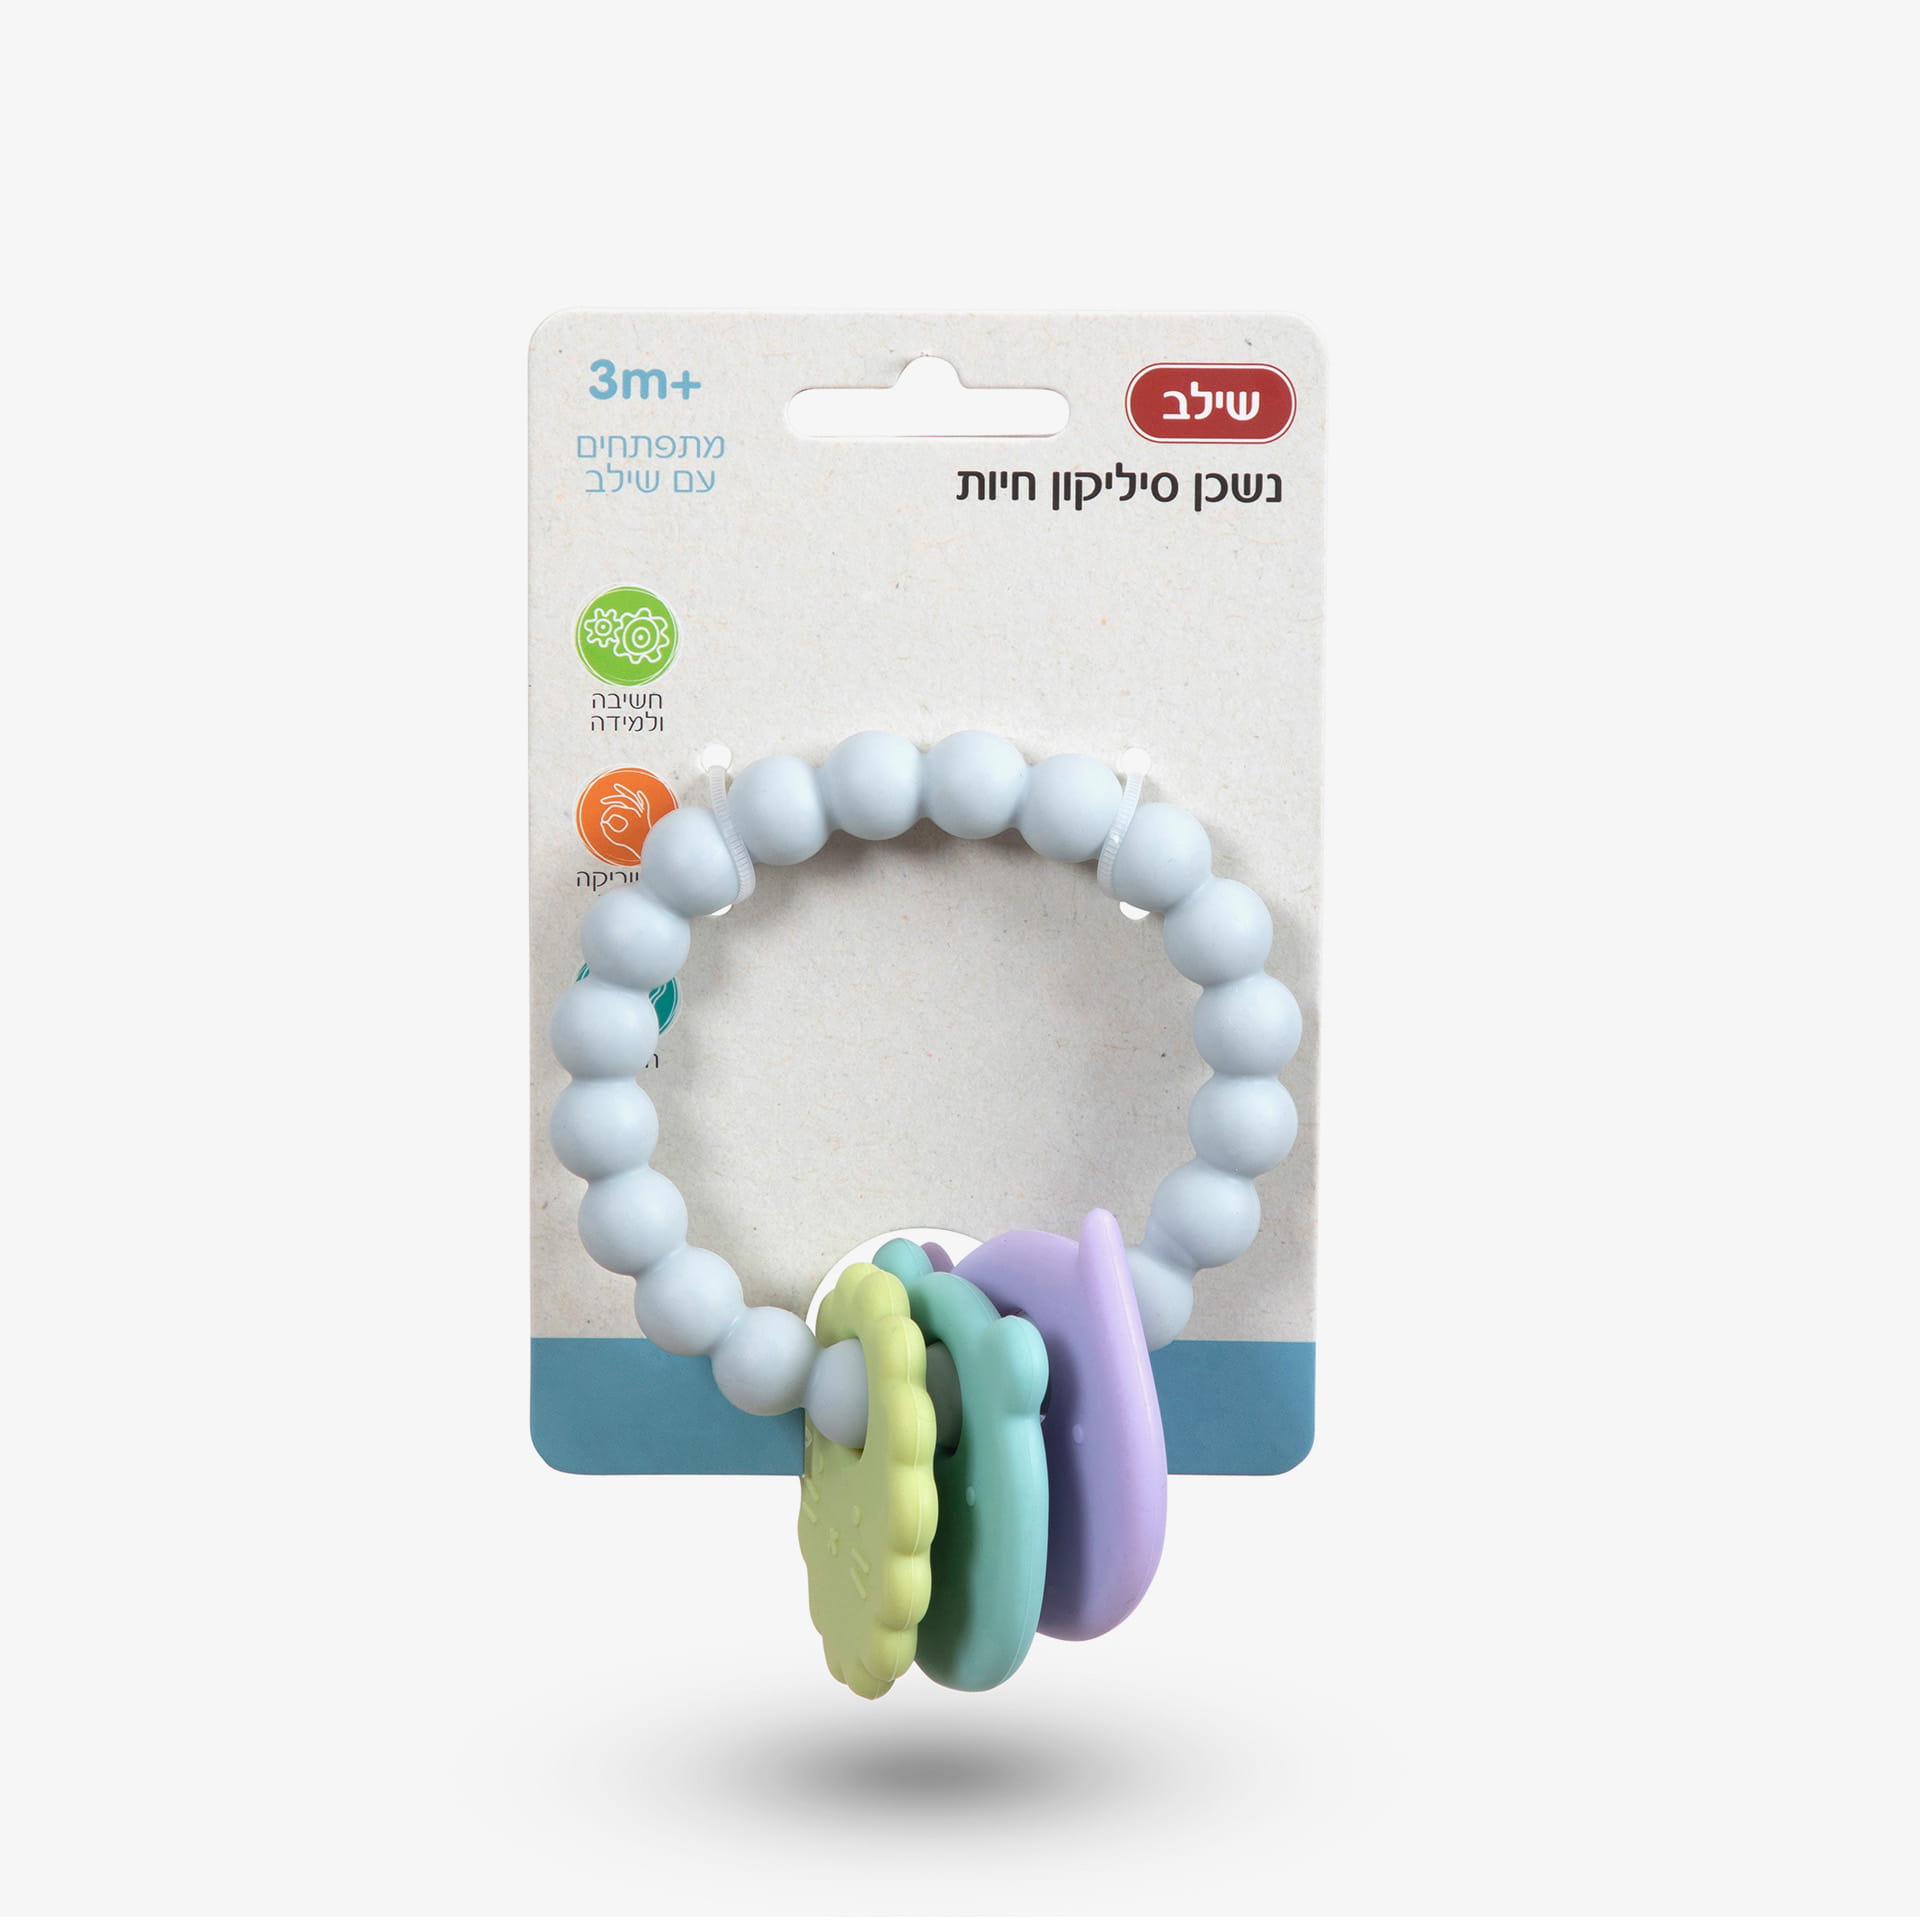 שילב
נשכן סיליקון חיות
3m+
מתפתחים
עם שילב
חשיבה
ולמידה